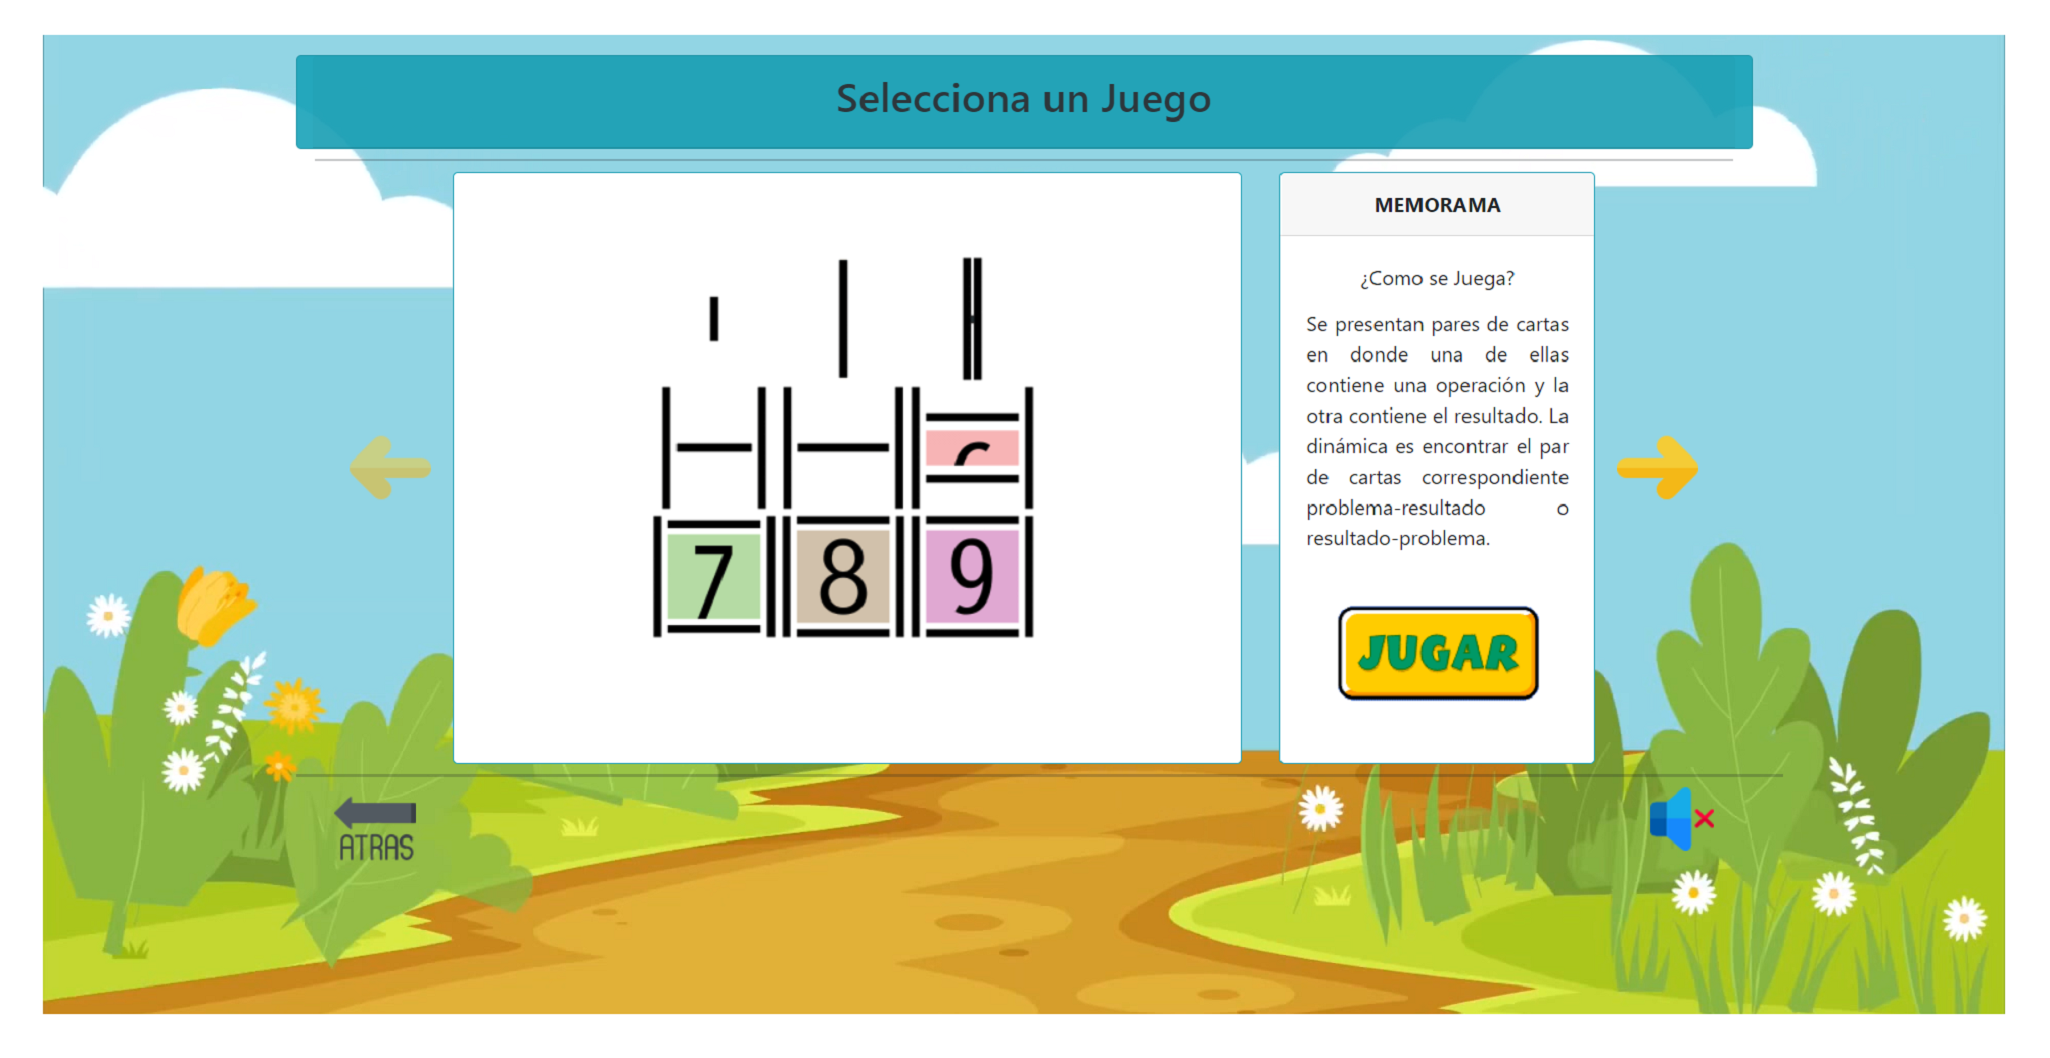 Selecciona un Juego
MEMORAMA
¿Como se Juega?
Se presentan pares de cartas
en donde una de ellas
contiene una operación y la
otra contiene el resultado. La
dinámica es encontrar el par
de cartas correspondiente
problema-resultado o
resultado-problema.
7 8 9
JUGAR
ATRAS